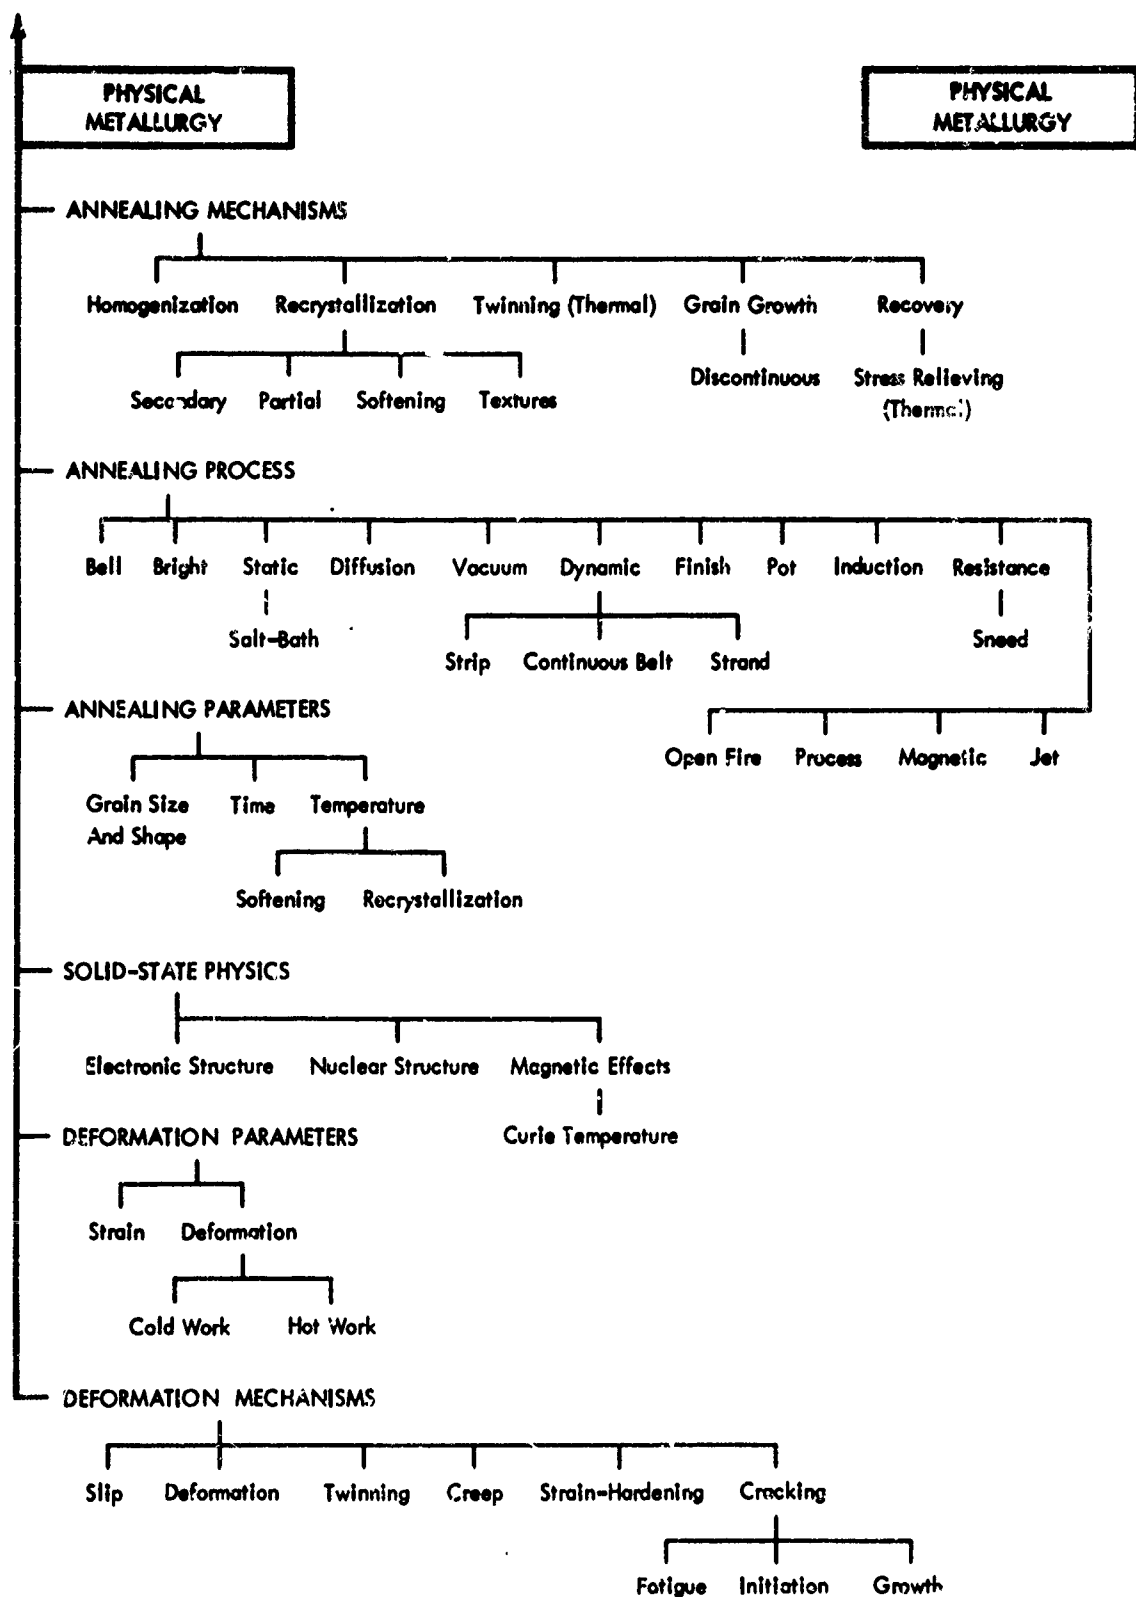 PHYSICAL
METALLURGY
PHYSICAL
METALLURGY
ANNEALING MECHANISMS
Homogenization Recrystallization Twinning (Thermal) Grain Growth Recovery
Discontinuous Stress Relieving
(Thermal)
Secondary Partial Softening Textures
ANNEALING PROCESS
Bell Bright Static Diffusion Vacuum Dynamic Finish Pot Induction Resistance
Salt-Bath Sneed
Strip Continuous Belt Strand
ANNEALING PARAMETERS
Open Fire Process Magnetic Jet
Grain Size Time Temperature
And Shape
Softening Recrystallization
SOLID-STATE PHYSICS
Electronic Structure Nuclear Structure Magnetic Effects
Curie Temperature
DEFORMATION PARAMETERS
Strain Deformation
Cold Work Hot Work
DEFORMATION MECHANISMS
Slip Deformation Twinning Creep Strain-Hardening Cracking
Fatigue Initiation Growth